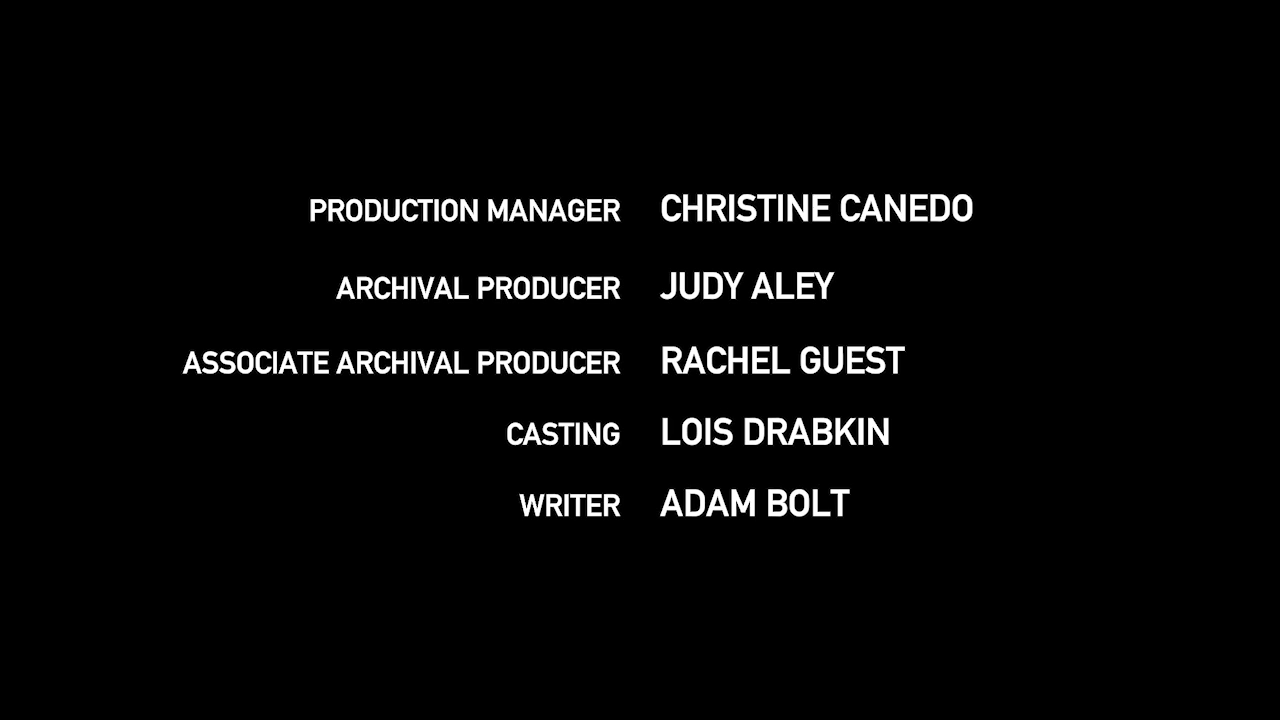 PRODUCTION MANAGER CHRISTINE CANEDO
ARCHIVAL PRODUCER JUDY ALEY
ASSOCIATE ARCHIVAL PRODUCER RACHEL GUEST
CASTING LOIS DRABKIN
WRITER ADAM BOLT